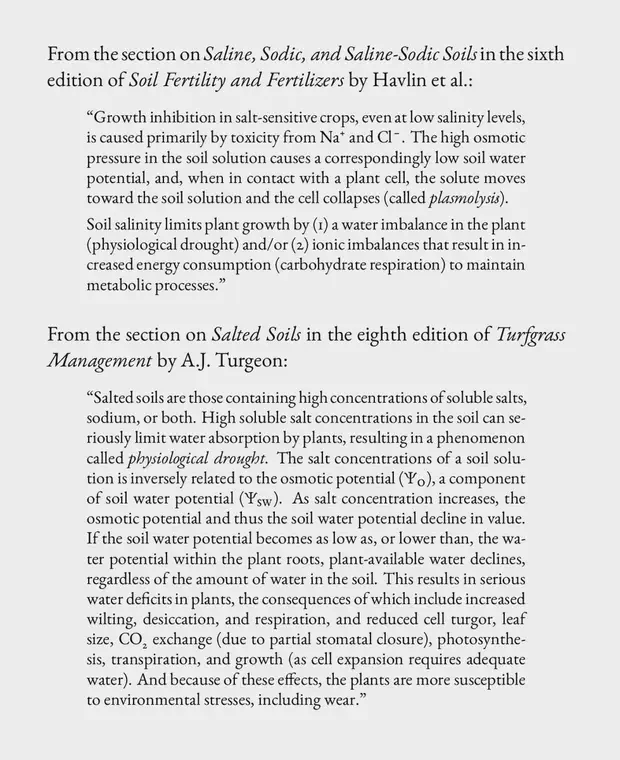 From the section on Saline, Sodic, and Saline-Sodic Soils in the sixth
edition of Soil Fertility and Fertilizers by Havlin et al.:
“Growth inhibition in salt-sensitive crops, even at low salinity levels,
is caused primarily by toxicity from Na⁺ and Cl⁻. The high osmotic
pressure in the soil solution causes a correspondingly low soil water
potential, and, when in contact with a plant cell, the solute moves
toward the soil solution and the cell collapses (called plasmolysis).
Soil salinity limits plant growth by (1) a water imbalance in the plant
(physiological drought) and/or (2) ionic imbalances that result in in-
creased energy consumption (carbohydrate respiration) to maintain
metabolic processes.”
From the section on Salted Soils in the eighth edition of Turfgrass
Management by A.J. Turgeon:
“Salted soils are those containing high concentrations of soluble salts,
sodium, or both. High soluble salt concentrations in the soil can se-
riously limit water absorption by plants, resulting in a phenomenon
called physiological drought. The salt concentrations of a soil solu-
tion is inversely related to the osmotic potential (Ψₒ), a component
of soil water potential (Ψsw). As salt concentration increases, the
osmotic potential and thus the soil water potential decline in value.
If the soil water potential becomes as low as, or lower than, the wa-
ter potential within the plant roots, plant-available water declines,
regardless of the amount of water in the soil. This results in serious
water deficits in plants, the consequences of which include increased
wilting, desiccation, and respiration, and reduced cell turgor, leaf
size, CO₂ exchange (due to partial stomatal closure), photosynthe-
sis, transpiration, and growth (as cell expansion requires adequate
water). And because of these effects, the plants are more susceptible
to environmental stresses, including wear.”